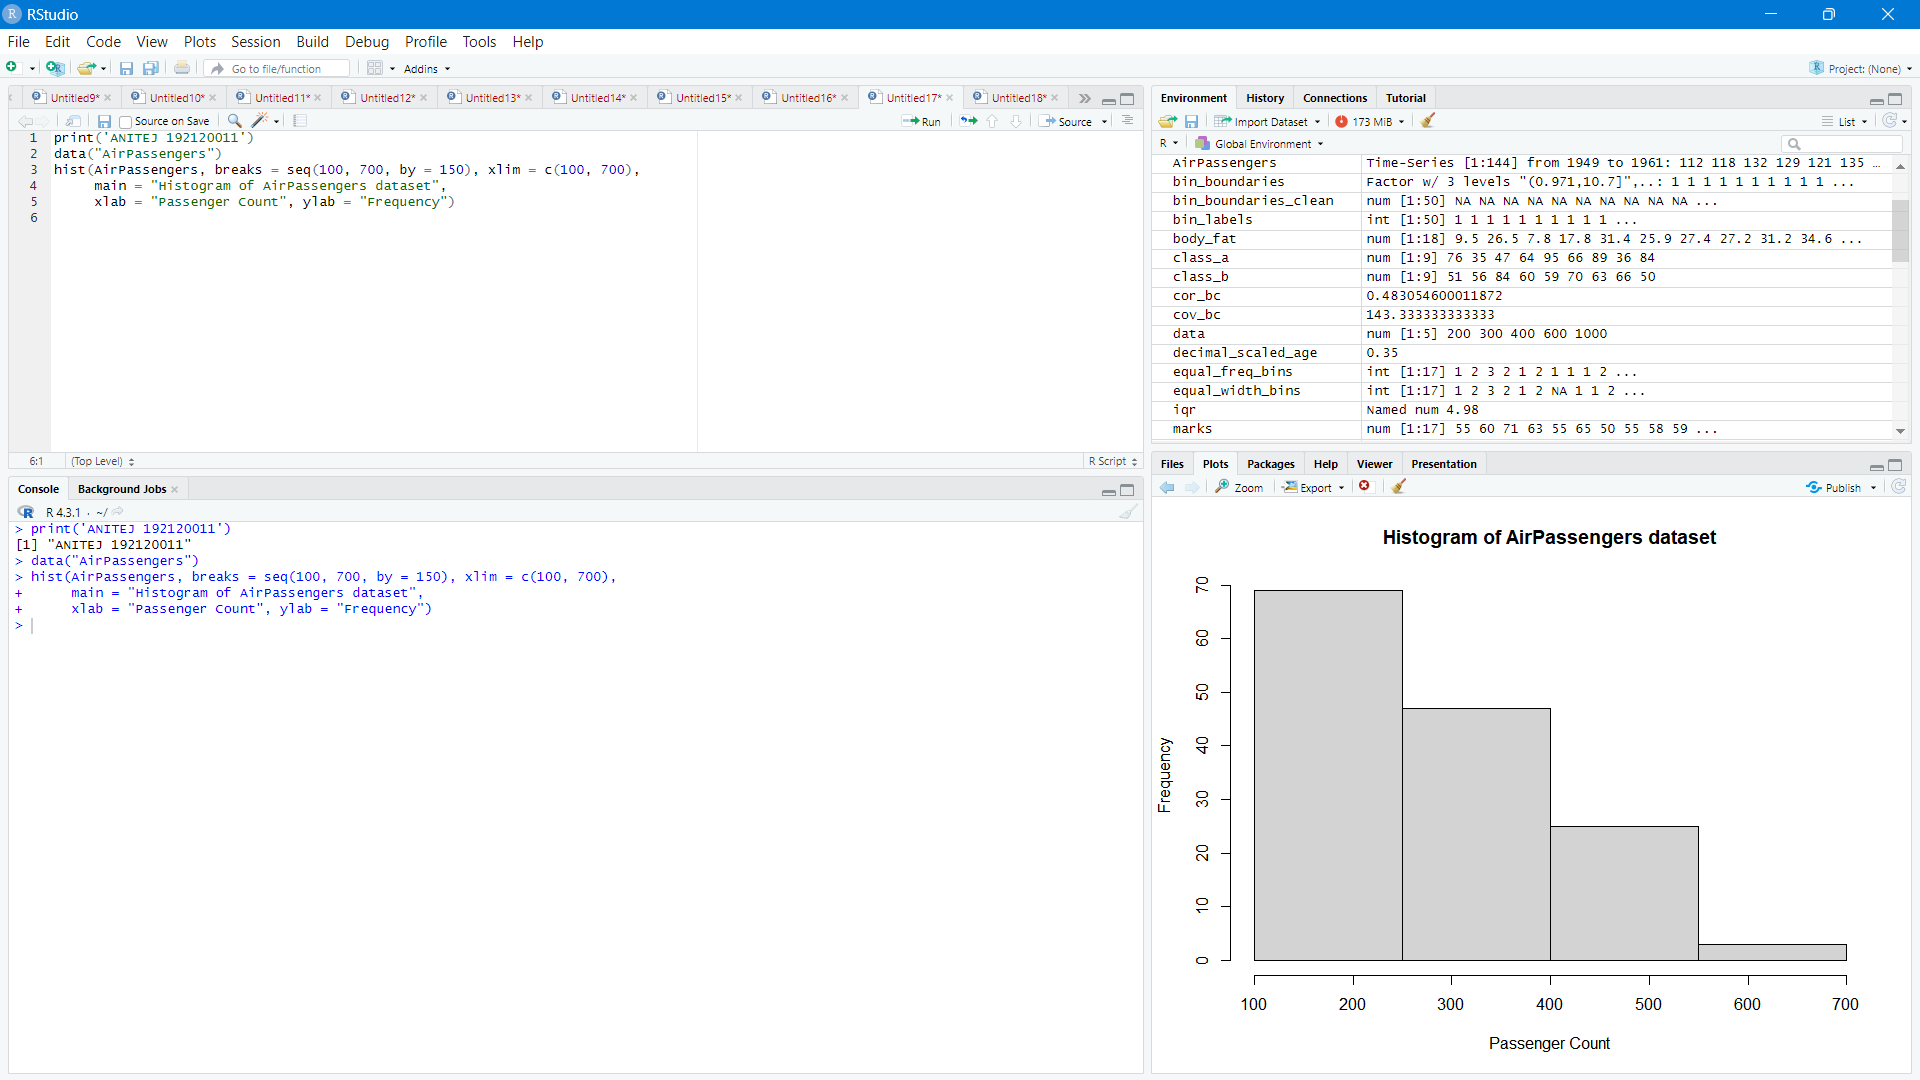 RStudio
File Edit Code View Plots Session Build Debug Profile Tools Help
Go to file/function Addins Project: (None)
Untitled9* Untitled10* Untitled11* Untitled12* Untitled13* Untitled14* Untitled15* Untitled16* Untitled17* Untitled18*
Source on Save Run Source
1 print('ANITEJ 192120011')
2 data("AirPassengers")
3 hist(AirPassengers, breaks = seq(100, 700, by = 150), xlim = c(100, 700),
4 main = "Histogram of AirPassengers dataset",
5 xlab = "Passenger Count", ylab = "Frequency")
6
6:1 (Top Level) R Script
Console Background Jobs
R 4.3.1 . ~/
> print('ANITEJ 192120011')
[1] "ANITEJ 192120011"
> data("AirPassengers")
> hist(AirPassengers, breaks = seq(100, 700, by = 150), xlim = c(100, 700),
+ main = "Histogram of AirPassengers dataset",
+ xlab = "Passenger Count", ylab = "Frequency")
>
Environment History Connections Tutorial
Import Dataset 173 MiB List
R Global Environment
AirPassengers Time-Series [1:144] from 1949 to 1961: 112 118 132 129 121 135 …
bin_boundaries Factor w/ 3 levels "(0.971,10.7]",..: 1 1 1 1 1 1 1 1 1 1 ...
bin_boundaries_clean num [1:50] NA NA NA NA NA NA NA NA NA NA ...
bin_labels int [1:50] 1 1 1 1 1 1 1 1 1 1 ...
body_fat num [1:18] 9.5 26.5 7.8 17.8 31.4 25.9 27.4 27.2 31.2 34.6 ...
class_a num [1:9] 76 35 47 64 95 66 89 36 84
class_b num [1:9] 51 56 84 60 59 70 63 66 50
cor_bc 0.483054600011872
cov_bc 143.333333333333
data num [1:5] 200 300 400 600 1000
decimal_scaled_age 0.35
equal_freq_bins int [1:17] 1 2 3 2 1 2 1 1 1 2 ...
equal_width_bins int [1:17] 1 2 3 2 1 2 NA 1 1 2 ...
iqr Named num 4.98
marks num [1:17] 55 60 71 63 55 65 50 55 58 59 ...
Files Plots Packages Help Viewer Presentation
Zoom Export Publish
Histogram of AirPassengers dataset
Frequency
70
60
50
40
30
20
10
0
100 200 300 400 500 600 700
Passenger Count